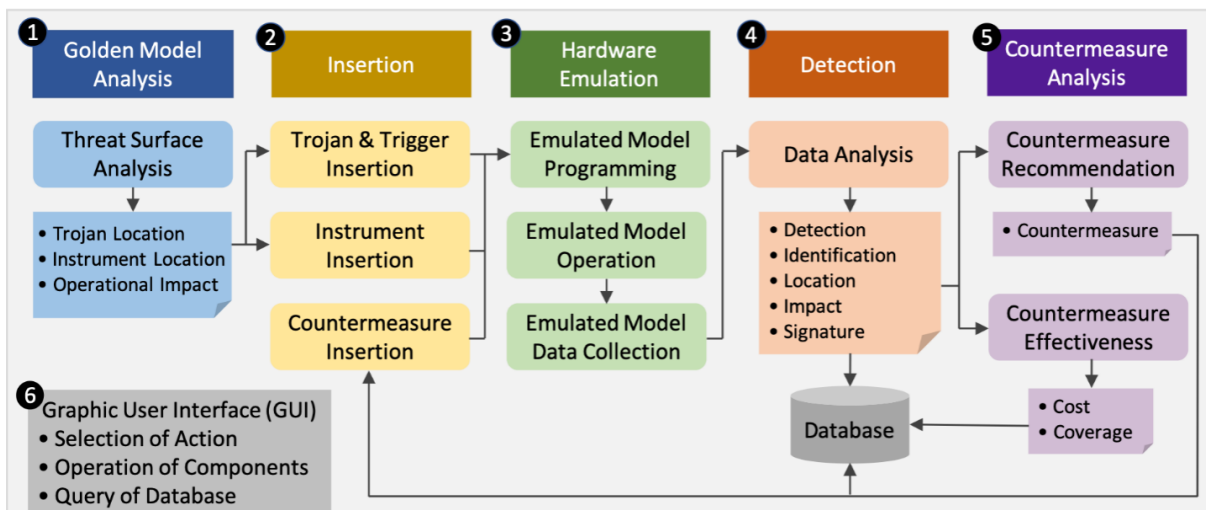 1
Golden Model
Analysis
2
Insertion
3
Hardware
Emulation
4
Detection
5
Countermeasure
Analysis
Threat Surface
Analysis
• Trojan Location
• Instrument Location
• Operational Impact
Trojan & Trigger
Insertion
Instrument
Insertion
Countermeasure
Insertion
Emulated Model
Programming
Emulated Model
Operation
Emulated Model
Data Collection
Data Analysis
• Detection
• Identification
• Location
• Impact
• Signature
Database
Countermeasure
Recommendation
• Countermeasure
Countermeasure
Effectiveness
• Cost
• Coverage
6
Graphic User Interface (GUI)
• Selection of Action
• Operation of Components
• Query of Database